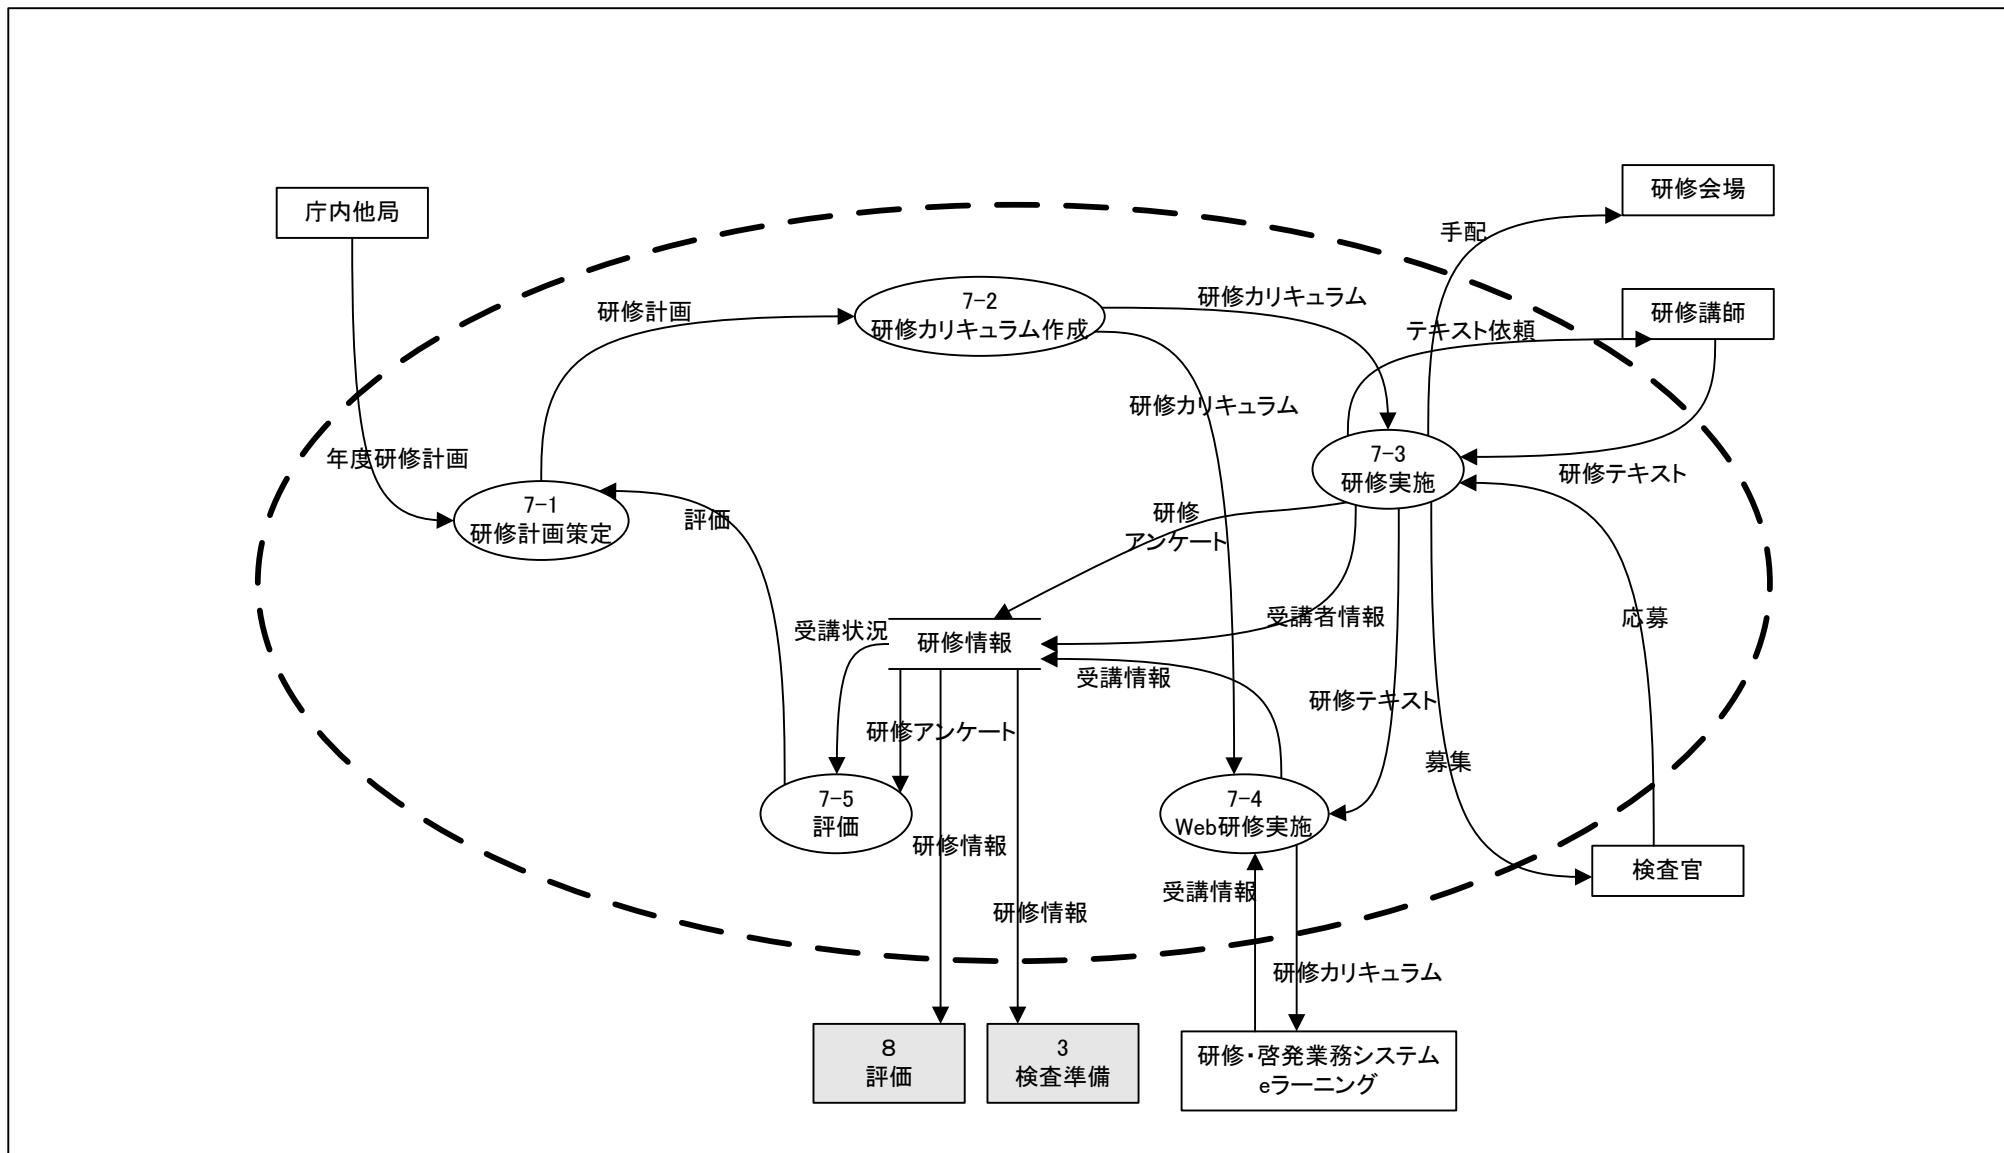 研修会場
庁内他局
手配
7-2
研修カリキュラム作成
研修カリキュラム
研修計画
研修講師
テキスト依頼
研修カリキュラム
7-3
研修実施
年度研修計画
研修テキスト
7-1
研修計画策定
評価
研修
アンケート
受講者情報
応募
受講状況
研修情報
受講情報
研修テキスト
研修アンケート
募集
7-5
評価
7-4
Web研修実施
研修情報
検査官
受講情報
研修情報
研修カリキュラム
８
評価
3
検査準備
研修・啓発業務システム
eラーニング